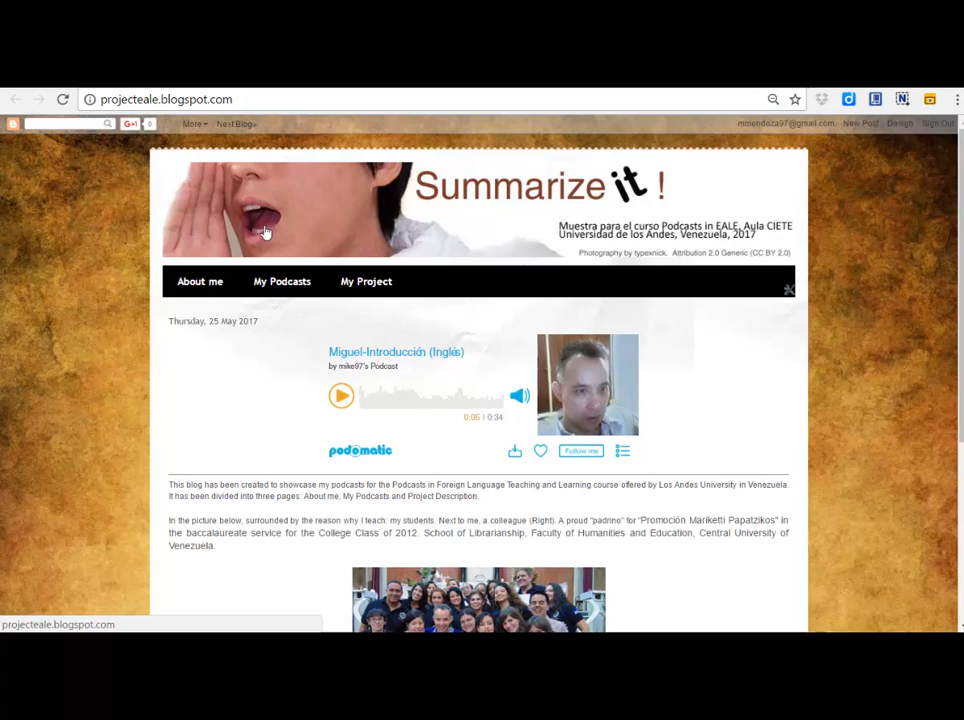 projecteale.blogspot.com
G+1 0 More Next Blog» mmendoza97@gmail.com New Post Design Sign Out
Summarize it !
Muestra para el curso Podcasts in EALE, Aula CIETE
Universidad de los Andes, Venezuela, 2017
Photography by typexnick. Attribution 2.0 Generic (CC BY 2.0)
About me My Podcasts My Project
Thursday, 25 May 2017
Miguel-Introducción (Inglés)
by mike97's Podcast
0:05 | 0:34
podomatic Follow me
This blog has been created to showcase my podcasts for the Podcasts in Foreign Language Teaching and Learning course offered by Los Andes University in Venezuela.
It has been divided into three pages: About me, My Podcasts and Project Description.
In the picture below, surrounded by the reason why I teach: my students. Next to me, a colleague (Right). A proud "padrino" for "Promoción Mariketti Papatzikos" in
the baccalaureate service for the College Class of 2012. School of Librarianship, Faculty of Humanities and Education, Central University of
Venezuela.
projecteale.blogspot.com